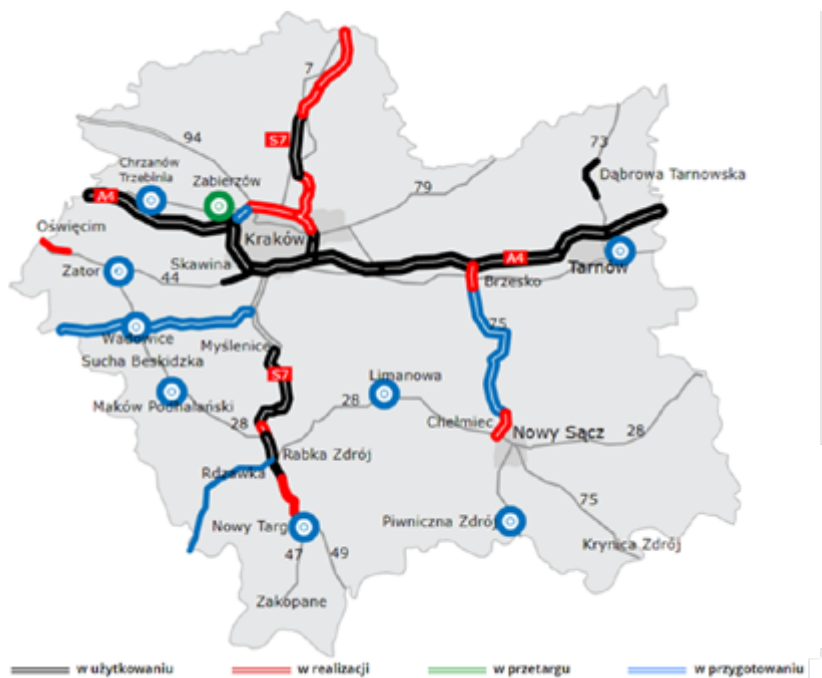 7
94
S7
73
Chrzanów
Trzebinia
Zabierzów
79
Dąbrowa Tarnowska
A4
Oświęcim
Kraków
Skawina
A4
Tarnów
Zator
44
Brzesko
75
Wadowice
Myślenice
Sucha Beskidzka
S7
Limanowa
Maków Podhalański
28
28
Chełmiec
Nowy Sącz
28
Rabka Zdrój
Rdzawka
75
Nowy Targ
Piwniczna Zdrój
47
49
Krynica Zdrój
Zakopane
w użytkowaniu w realizacji w przetargu w przygotowaniu